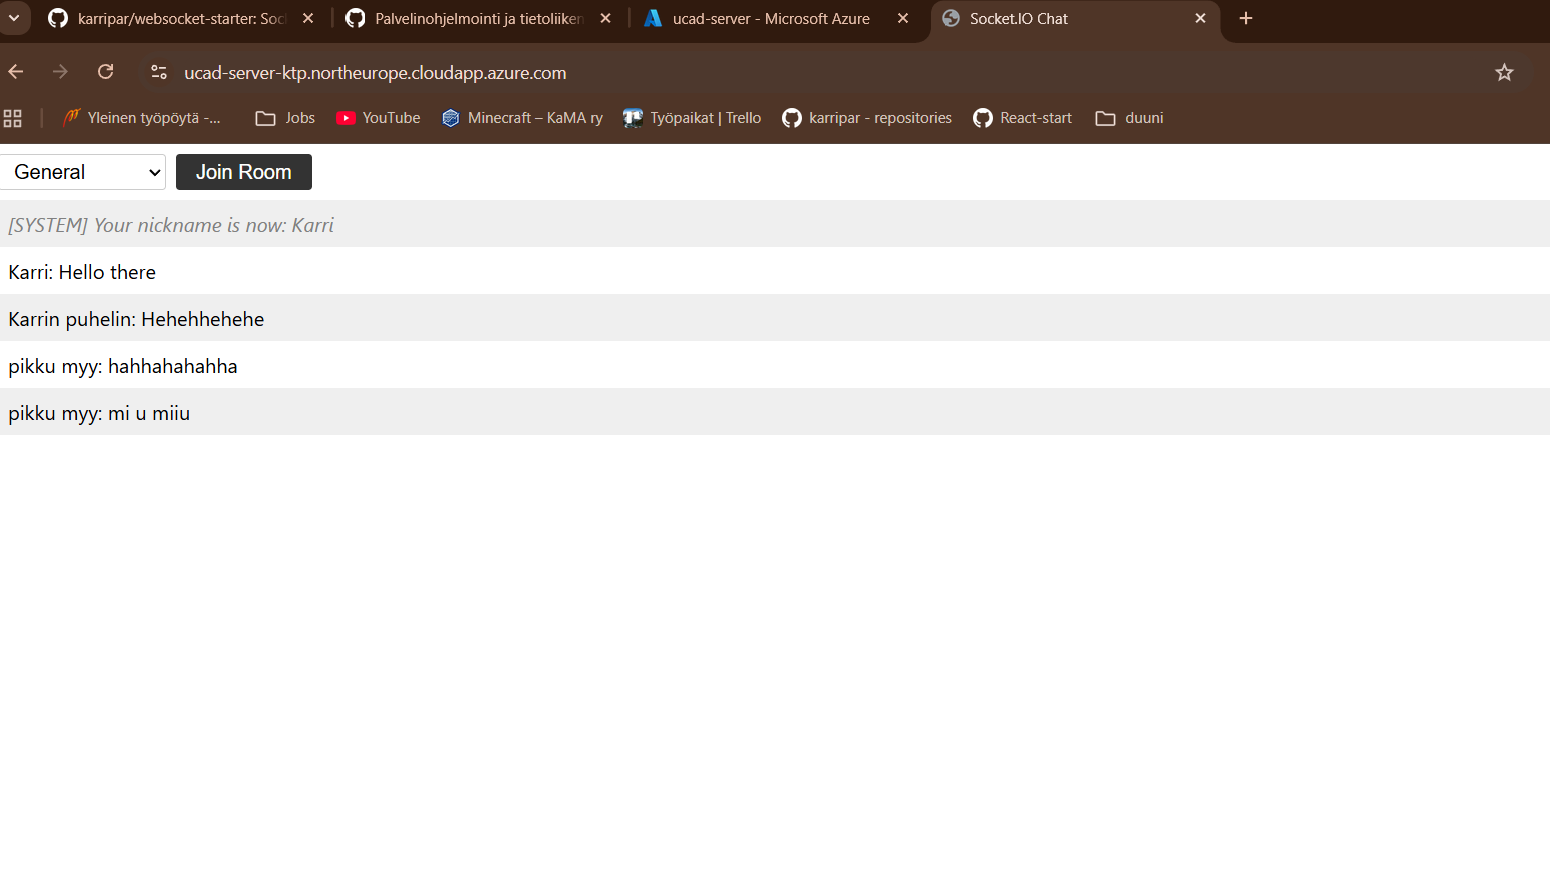 karripar/websocket-starter: Soc
Palvelinohjelmointi ja tietoliiken
ucad-server - Microsoft Azure
Socket.IO Chat
ucad-server-ktp.northeurope.cloudapp.azure.com
Yleinen työpöytä -...
Jobs
YouTube
Minecraft – KaMA ry
Työpaikat | Trello
karripar - repositories
React-start
duuni
General
Join Room
[SYSTEM] Your nickname is now: Karri
Karri: Hello there
Karrin puhelin: Hehehhehehe
pikku myy: hahhahahahha
pikku myy: mi u miiu